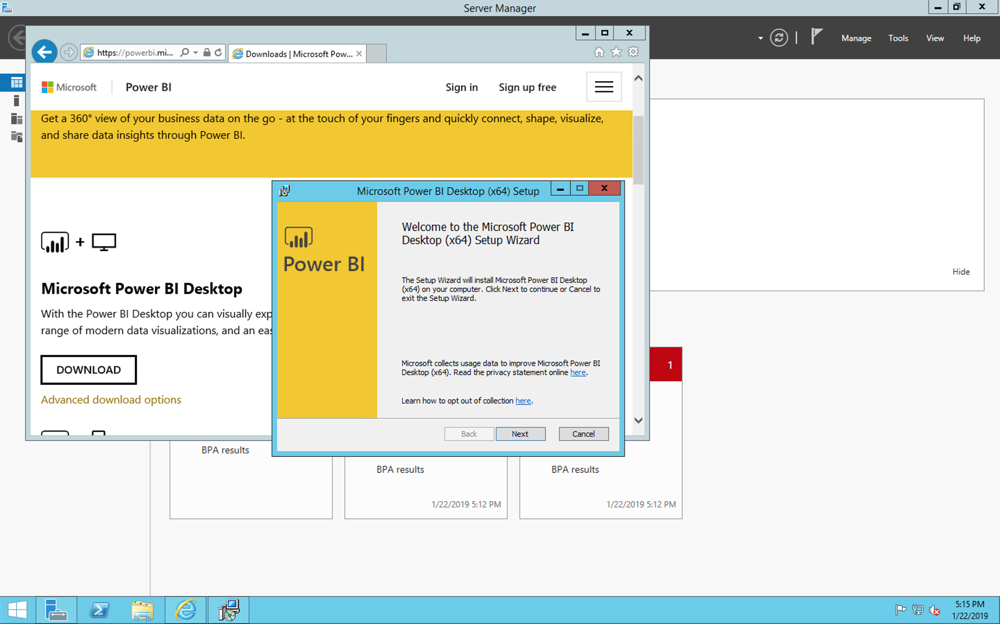 Server Manager
Manage
Tools
View
Help
https://powerbi.mi...
Downloads | Microsoft Pow...
Microsoft
Power BI
Sign in
Sign up free
Get a 360° view of your business data on the go - at the touch of your fingers and quickly connect, shape, visualize,
and share data insights through Power BI.
Microsoft Power BI Desktop
With the Power BI Desktop you can visually exp
range of modern data visualizations, and an eas
DOWNLOAD
Advanced download options
Microsoft Power BI Desktop (x64) Setup
Power BI
Welcome to the Microsoft Power BI
Desktop (x64) Setup Wizard
The Setup Wizard will install Microsoft Power BI Desktop
(x64) on your computer. Click Next to continue or Cancel to
exit the Setup Wizard.
Microsoft collects usage data to improve Microsoft Power BI
Desktop (x64). Read the privacy statement online here.
Learn how to opt out of collection here.
Back
Next
Cancel
Hide
1
BPA results
BPA results
BPA results
1/22/2019 5:12 PM
1/22/2019 5:12 PM
5:15 PM
1/22/2019